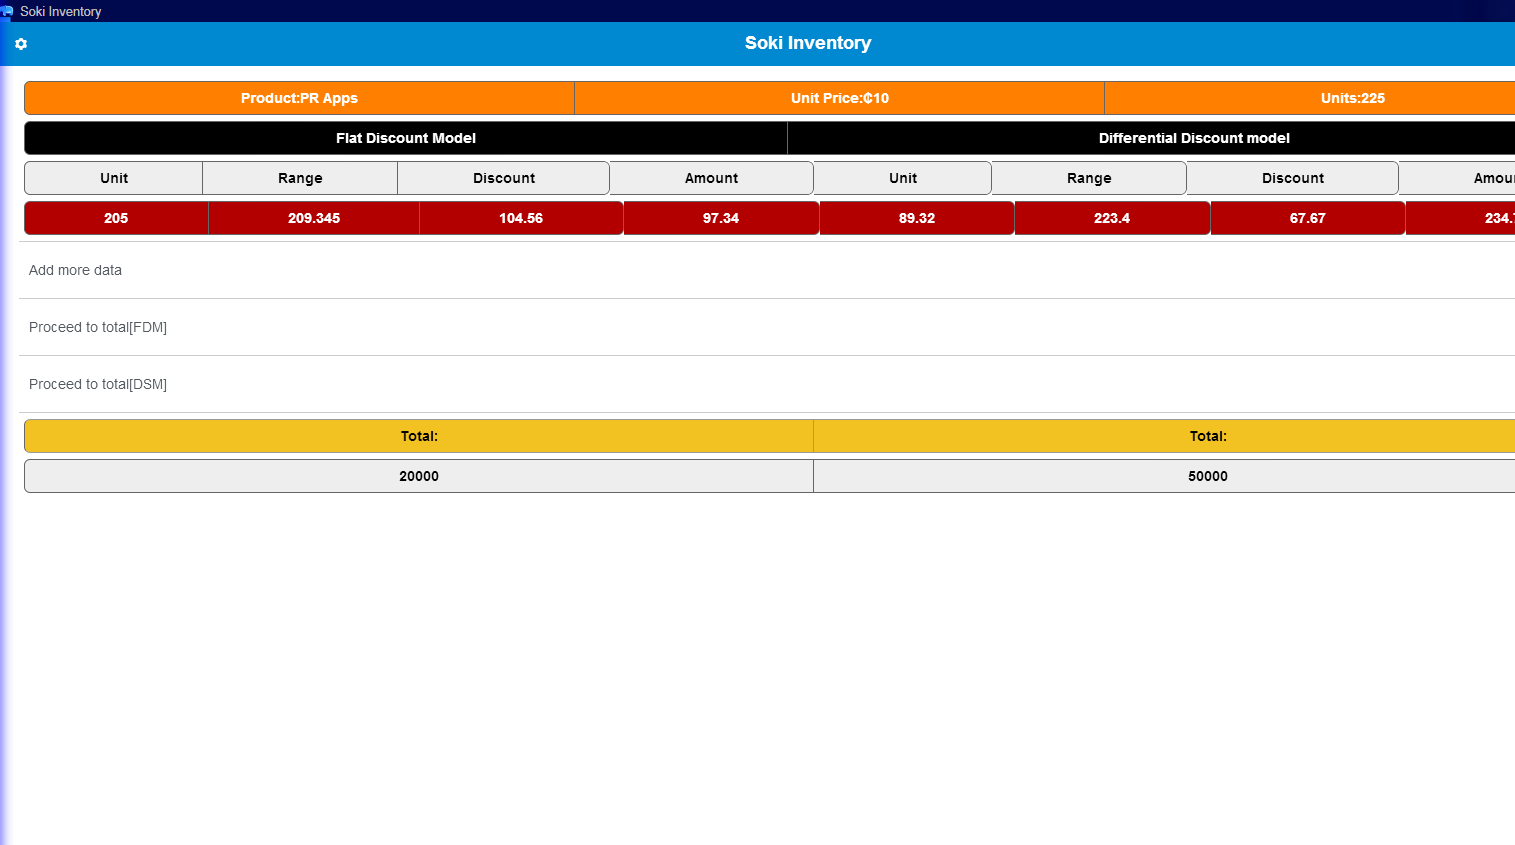 Soki Inventory
Soki Inventory
Product:PR Apps Unit Price:₵10 Units:225
Flat Discount Model Differential Discount model
Unit Range Discount Amount Unit Range Discount Amou
205 209.345 104.56 97.34 89.32 223.4 67.67 234.
Add more data
Proceed to total[FDM]
Proceed to total[DSM]
Total: Total:
20000 50000